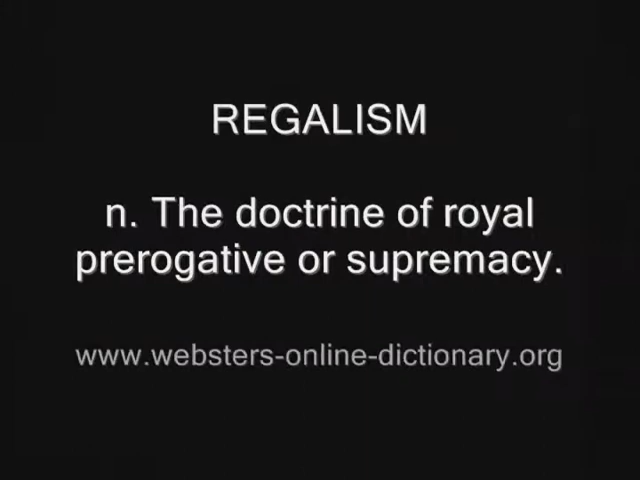 REGALISM
n. The doctrine of royal
prerogative or supremacy.
www.websters-online-dictionary.org